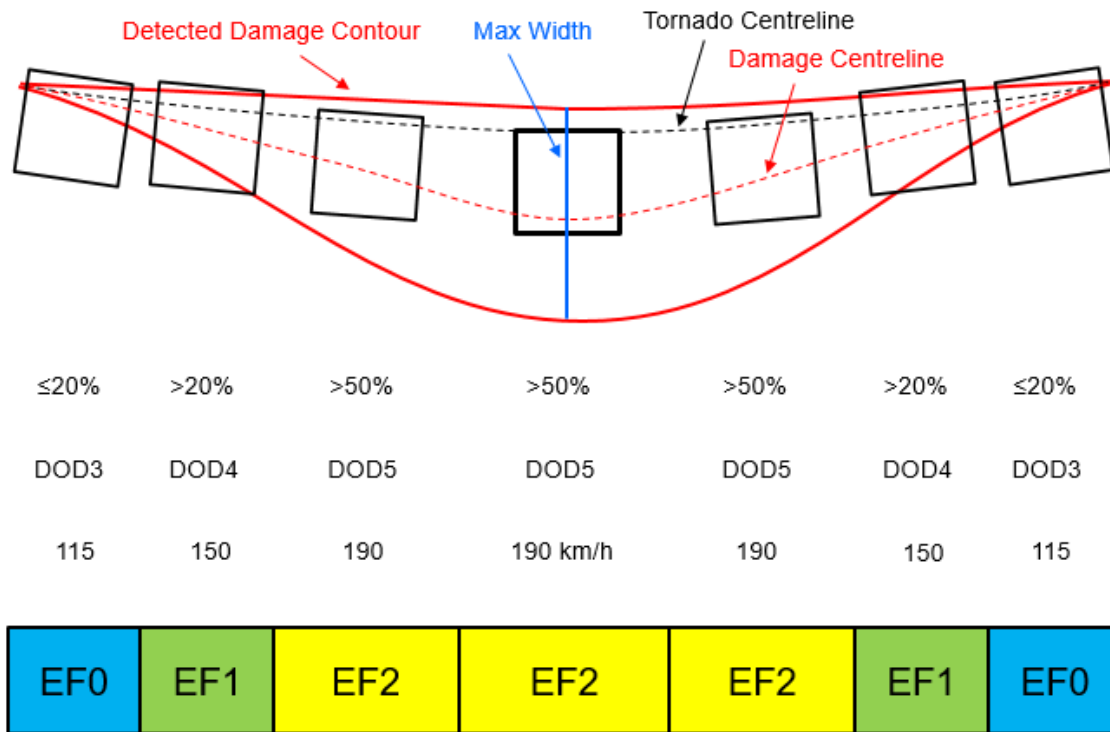 Tornado Centreline
Detected Damage Contour
Max Width
Damage Centreline
≤20% >20% >50% >50% >50% >20% ≤20%
DOD3 DOD4 DOD5 DOD5 DOD5 DOD4 DOD3
115 150 190 190 km/h 190 150 115
EF0 EF1 EF2 EF2 EF2 EF1 EF0